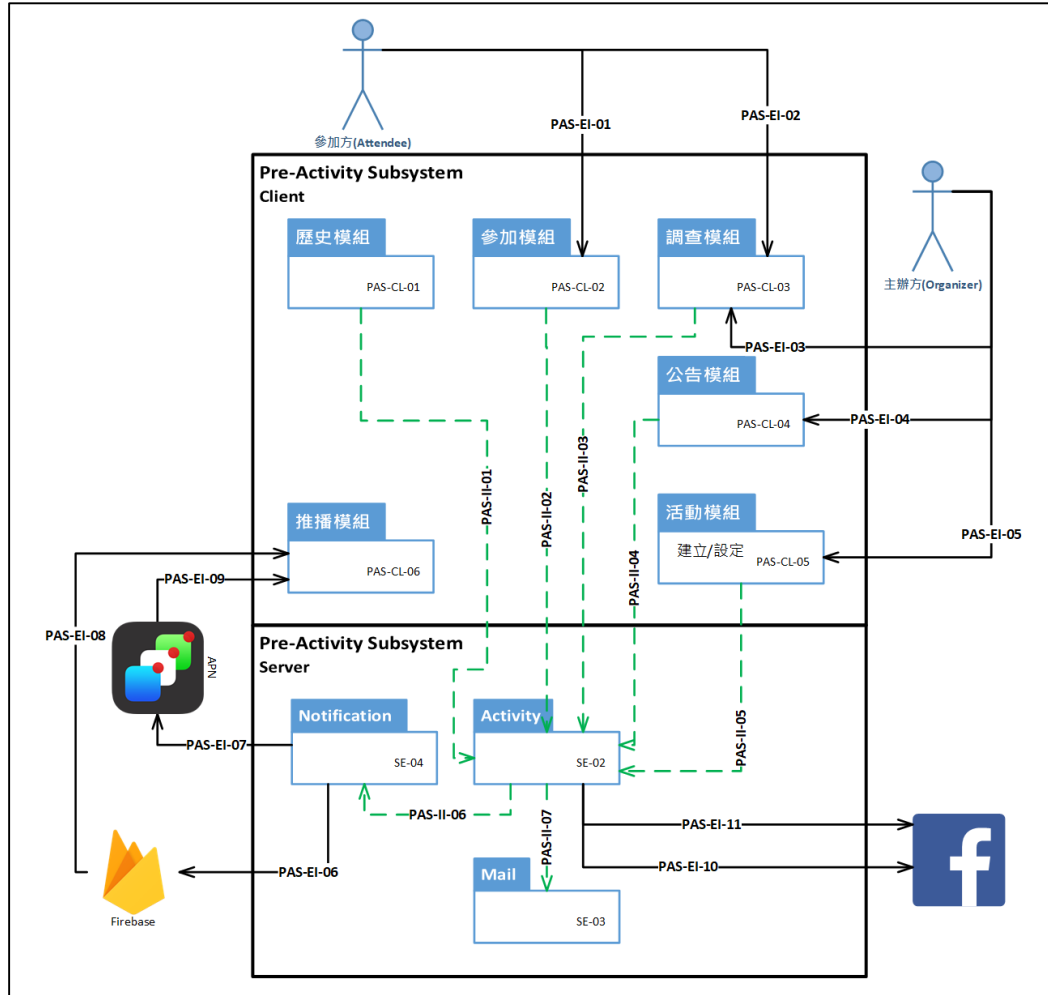 參加方(Attendee)
PAS-EI-01
PAS-EI-02
Pre-Activity Subsystem
Client
歷史模組
PAS-CL-01
參加模組
PAS-CL-02
調查模組
PAS-CL-03
主辦方(Organizer)
PAS-EI-03
公告模組
PAS-CL-04
PAS-EI-04
PAS-II-01
PAS-II-02
PAS-II-03
PAS-II-04
推播模組
PAS-CL-06
活動模組
建立/設定
PAS-CL-05
PAS-EI-05
PAS-EI-09
PAS-EI-08
APN
Pre-Activity Subsystem
Server
Notification
SE-04
Activity
SE-02
PAS-II-05
PAS-EI-07
PAS-II-06
PAS-II-07
PAS-EI-11
PAS-EI-10
PAS-EI-06
Mail
SE-03
Firebase